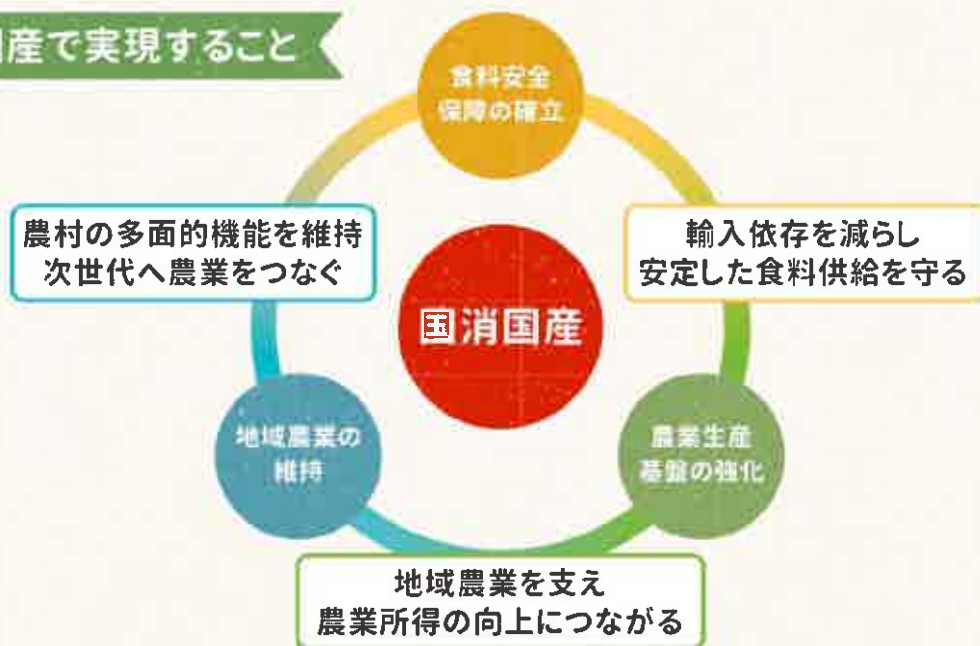 産で実現すること
食料安全
保障の確立
農村の多面的機能を維持
次世代へ農業をつなぐ
輸入依存を減らし
安定した食料供給を守る
国消国産
地域農業の
維持
農業生産
基盤の強化
地域農業を支え
農業所得の向上につながる